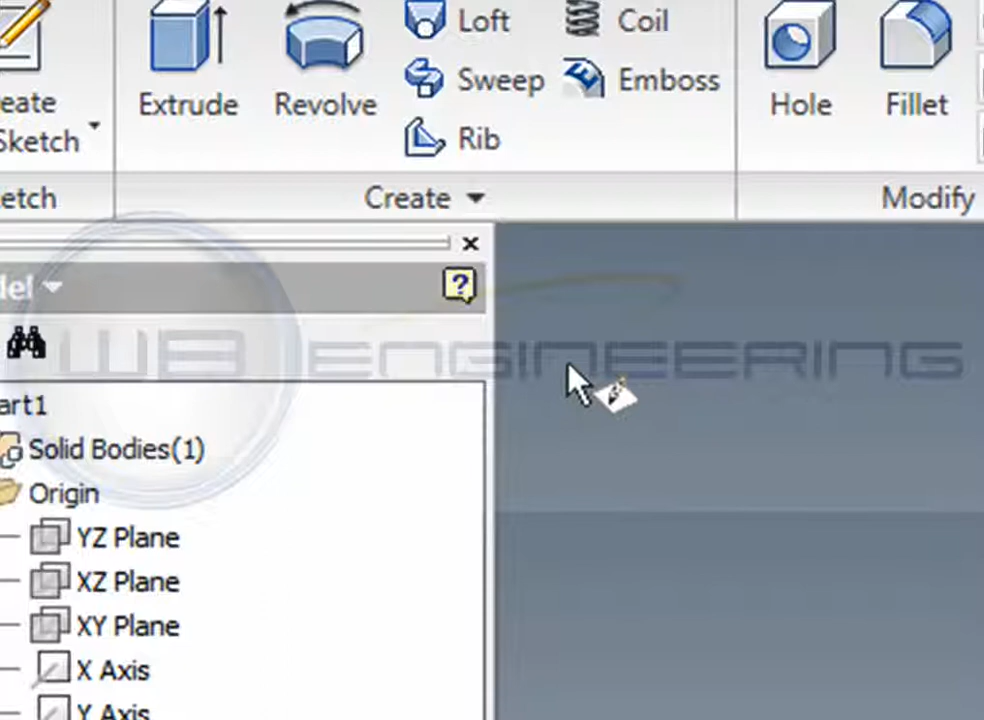 Loft
Coil
eate
Extrude
Revolve
Sweep
Emboss
Hole
Fillet
Sketch
Rib
etch
Create
Modify
del
?
WB ENGINEERING
art1
Solid Bodies(1)
Origin
YZ Plane
XZ Plane
XY Plane
X Axis
Y Axis